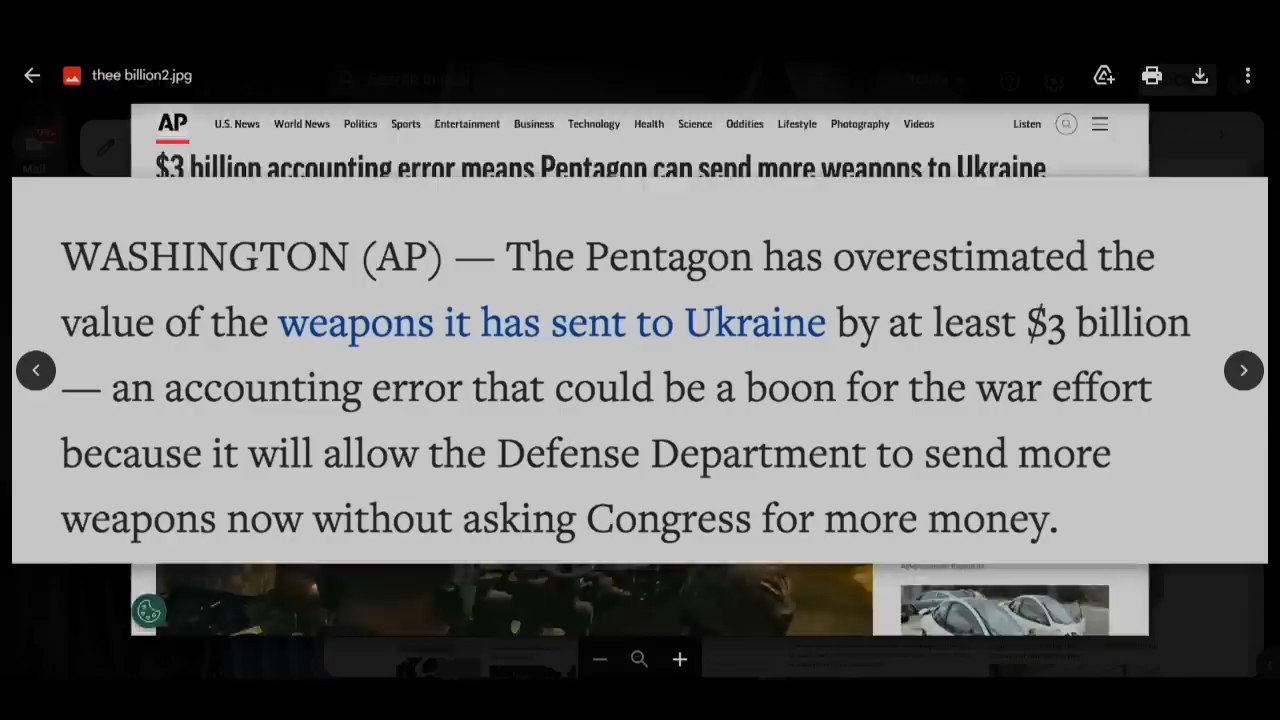 thee billion2.jpg
AP
U.S. News World News Politics Sports Entertainment Business Technology Health Science Oddities Lifestyle Photography Videos Listen
$3 billion accounting error means Pentagon can send more weapons to Ukraine
WASHINGTON (AP) — The Pentagon has overestimated the
value of the weapons it has sent to Ukraine by at least $3 billion
— an accounting error that could be a boon for the war effort
because it will allow the Defense Department to send more
weapons now without asking Congress for more money.
99+
Mail